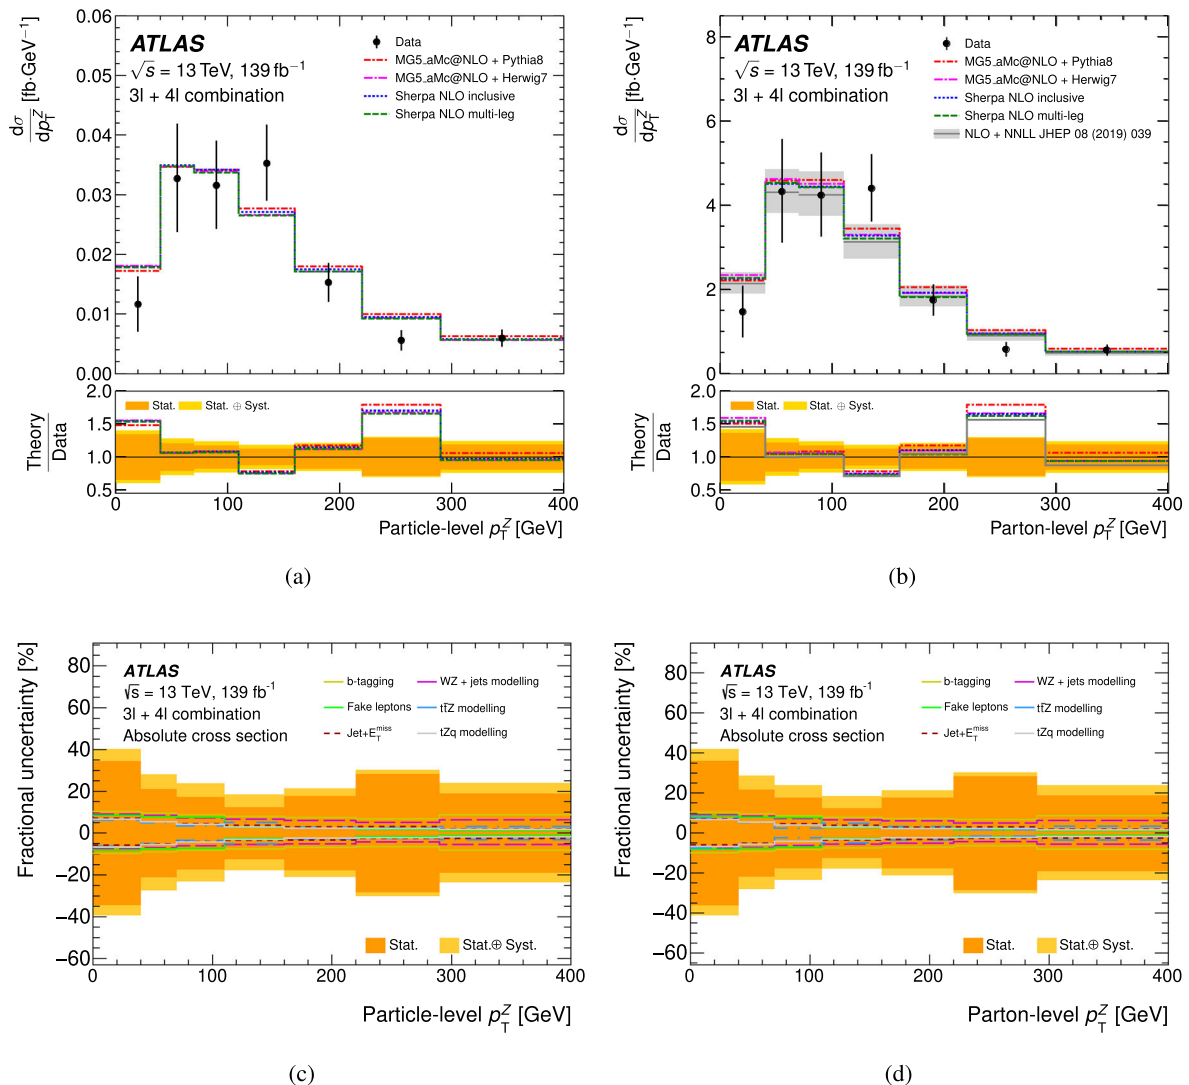 ATLAS
√s = 13 TeV, 139 fb⁻¹
3l + 4l combination
Data
MG5_aMc@NLO + Pythia8
MG5_aMc@NLO + Herwig7
Sherpa NLO inclusive
Sherpa NLO multi-leg
dσ/dp_T^Z [fb·GeV⁻¹]
0.06
0.05
0.04
0.03
0.02
0.01
0.00
Theory
Data
2.0
1.5
1.0
0.5
Stat.
Stat. ⊕ Syst.
0 100 200 300 400
Particle-level p_T^Z [GeV]
(a)
ATLAS
√s = 13 TeV, 139 fb⁻¹
3l + 4l combination
Data
MG5_aMc@NLO + Pythia8
MG5_aMc@NLO + Herwig7
Sherpa NLO inclusive
Sherpa NLO multi-leg
NLO + NNLL JHEP 08 (2019) 039
dσ/dp_T^Z [fb·GeV⁻¹]
8
6
4
2
0
Theory
Data
2.0
1.5
1.0
0.5
Stat.
Stat. ⊕ Syst.
0 100 200 300 400
Parton-level p_T^Z [GeV]
(b)
ATLAS
√s = 13 TeV, 139 fb⁻¹
3l + 4l combination
Absolute cross section
b-tagging
Fake leptons
Jet+E_T^miss
WZ + jets modelling
tt̄Z modelling
tZq modelling
Fractional uncertainty [%]
80
60
40
20
0
−20
−40
−60
Stat.
Stat.⊕ Syst.
0 100 200 300 400
Particle-level p_T^Z [GeV]
(c)
ATLAS
√s = 13 TeV, 139 fb⁻¹
3l + 4l combination
Absolute cross section
b-tagging
Fake leptons
Jet+E_T^miss
WZ + jets modelling
tt̄Z modelling
tZq modelling
Fractional uncertainty [%]
80
60
40
20
0
−20
−40
−60
Stat.
Stat.⊕ Syst.
0 100 200 300 400
Parton-level p_T^Z [GeV]
(d)